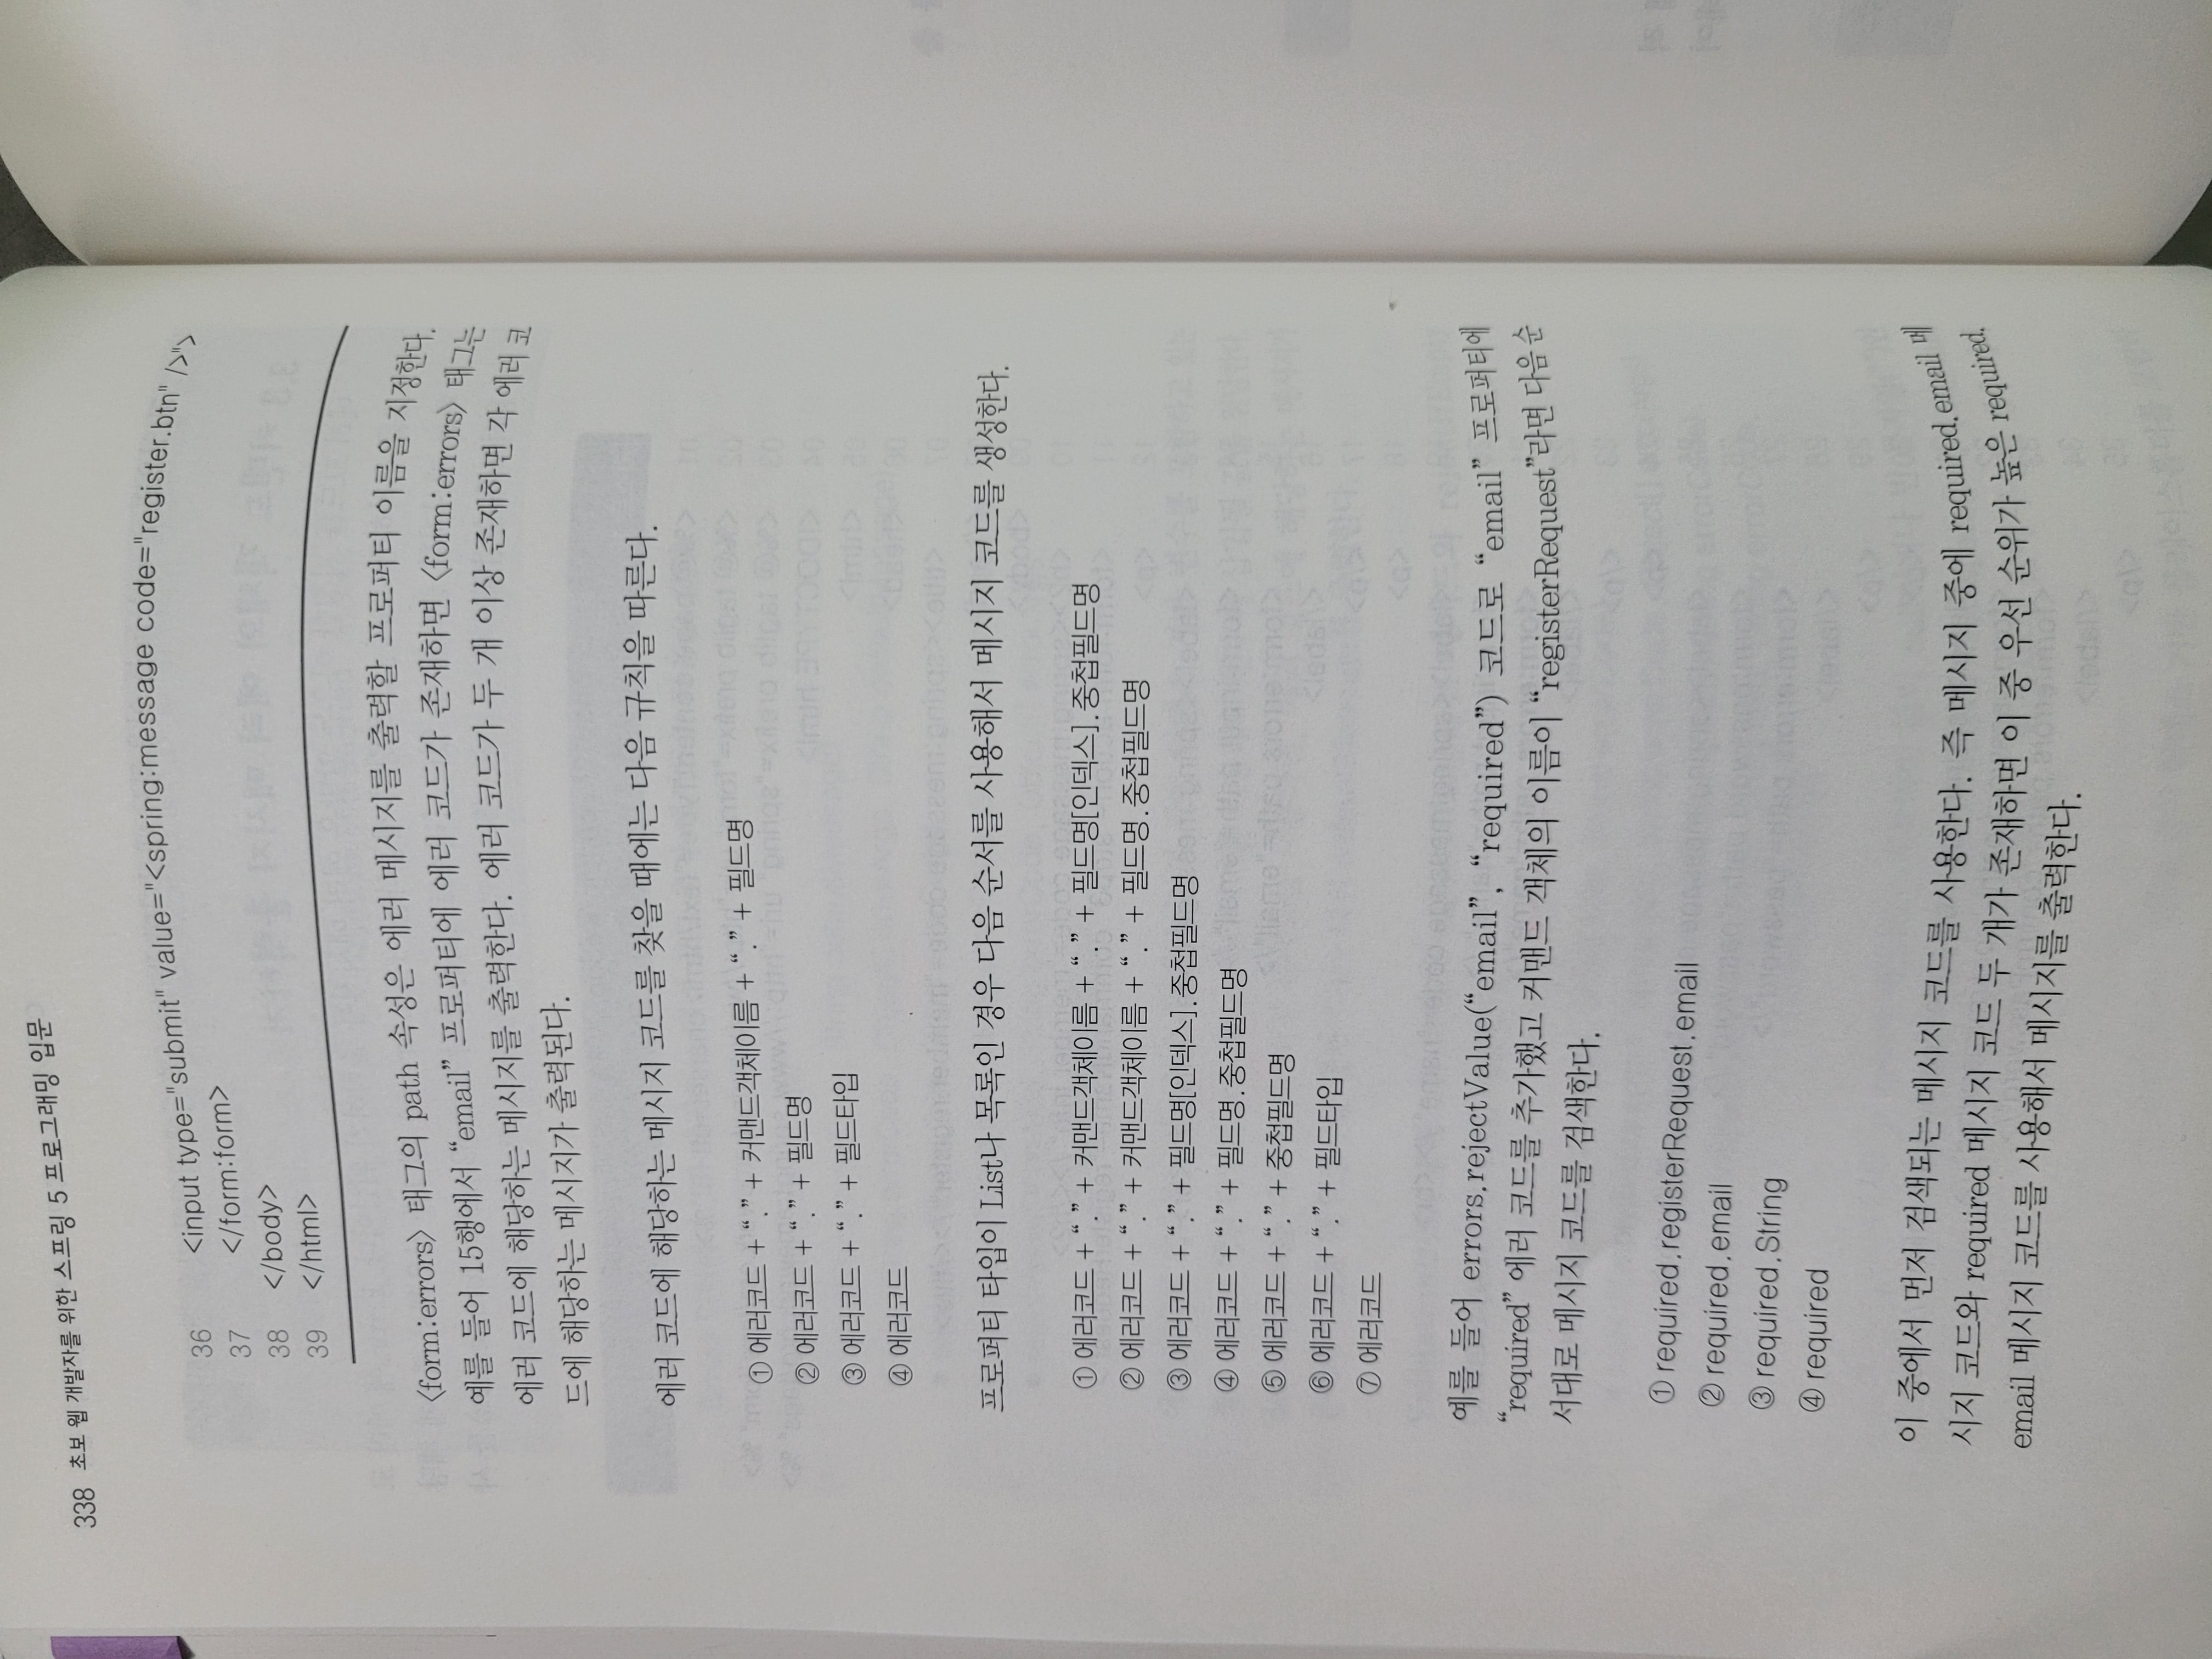 338 초보 웹 개발자를 위한 스프링 5 프로그래밍 입문
36 <input type="submit" value="<spring:message code="register.btn" />">
37 </form:form>
38 </body>
39 </html>
〈form:errors〉 태그의 path 속성은 에러 메시지를 출력할 프로퍼티 이름을 지정한다.
예를 들어 15행에서 “email” 프로퍼티에 에러 코드가 존재하면 〈form:errors〉 태그는
에러 코드에 해당하는 메시지를 출력한다. 에러 코드가 두 개 이상 존재하면 각 에러 코
드에 해당하는 메시지가 출력된다.
에러 코드에 해당하는 메시지 코드를 찾을 때에는 다음 규칙을 따른다.
① 에러코드 + “.” + 커맨드객체이름 + “.” + 필드명
② 에러코드 + “.” + 필드명
③ 에러코드 + “.” + 필드타입
④ 에러코드
프로퍼티 타입이 List나 목록인 경우 다음 순서를 사용해서 메시지 코드를 생성한다.
① 에러코드 + “.” + 커맨드객체이름 + “.” + 필드명[인덱스].중첩필드명
② 에러코드 + “.” + 커맨드객체이름 + “.” + 필드명.중첩필드명
③ 에러코드 + “.” + 필드명[인덱스].중첩필드명
④ 에러코드 + “.” + 필드명.중첩필드명
⑤ 에러코드 + “.” + 중첩필드명
⑥ 에러코드 + “.” + 필드타입
⑦ 에러코드
예를 들어 errors.rejectValue(“email”, “required”) 코드로 “email” 프로퍼티에
“required” 에러 코드를 추가했고 커맨드 객체의 이름이 “registerRequest”라면 다음 순
서대로 메시지 코드를 검색한다.
① required.registerRequest.email
② required.email
③ required.String
④ required
이 중에서 먼저 검색되는 메시지 코드를 사용한다. 즉 메시지 중에 required.email 메
시지 코드와 required 메시지 코드 두 개가 존재하면 이 중 우선 순위가 높은 required.
email 메시지 코드를 사용해서 메시지를 출력한다.